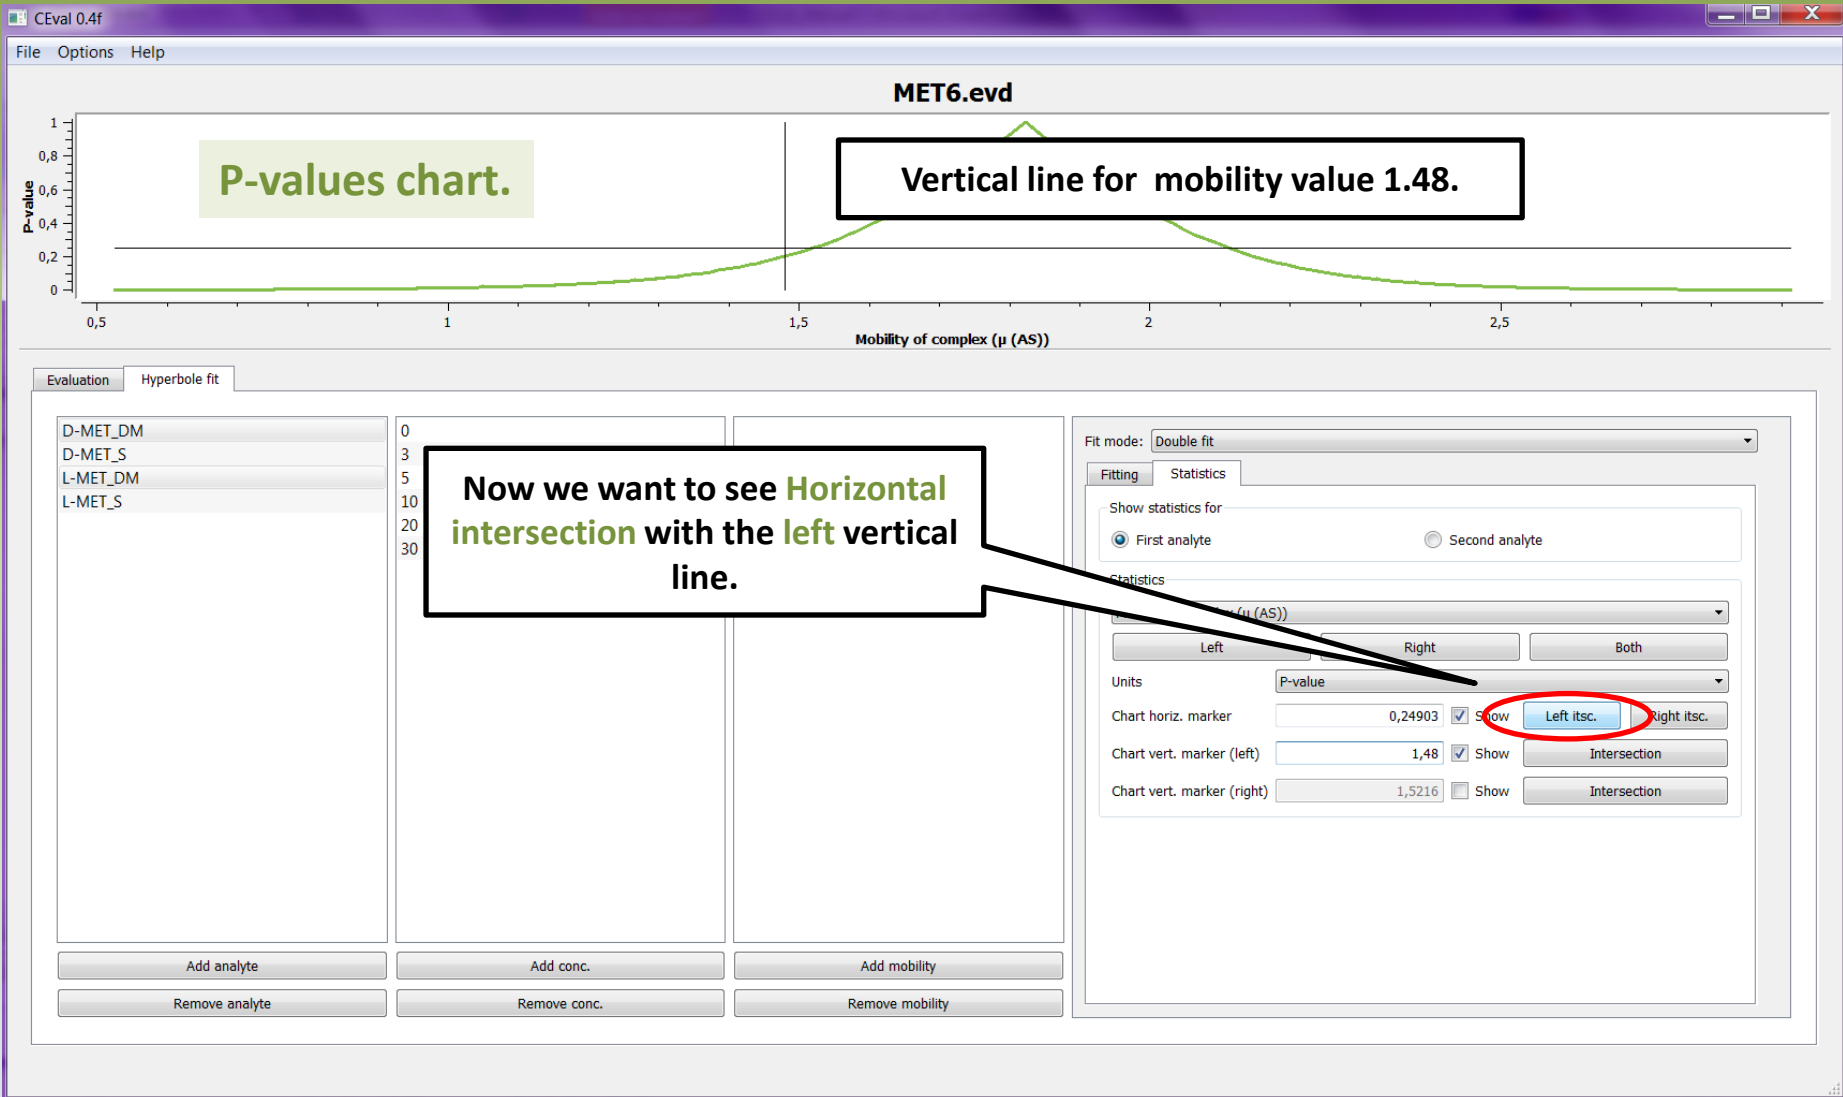 CEval 0.4f
File Options Help
MET6.evd
P-value
1
0,8
0,6
0,4
0,2
0
P-values chart.
Vertical line for mobility value 1.48.
0,5 1 1,5 2 2,5
Mobility of complex (μ (AS))
Evaluation Hyperbole fit
D-MET_DM
D-MET_S
L-MET_DM
L-MET_S
0
3
5
10
20
30
Now we want to see Horizontal
intersection with the left vertical
line.
Fit mode: Double fit
Fitting Statistics
Show statistics for
First analyte Second analyte
Statistics
(μ (AS))
Left Right Both
Units P-value
Chart horiz. marker 0,24903 Show Left itsc. Right itsc.
Chart vert. marker (left) 1,48 Show Intersection
Chart vert. marker (right) 1,5216 Show Intersection
Add analyte Add conc. Add mobility
Remove analyte Remove conc. Remove mobility